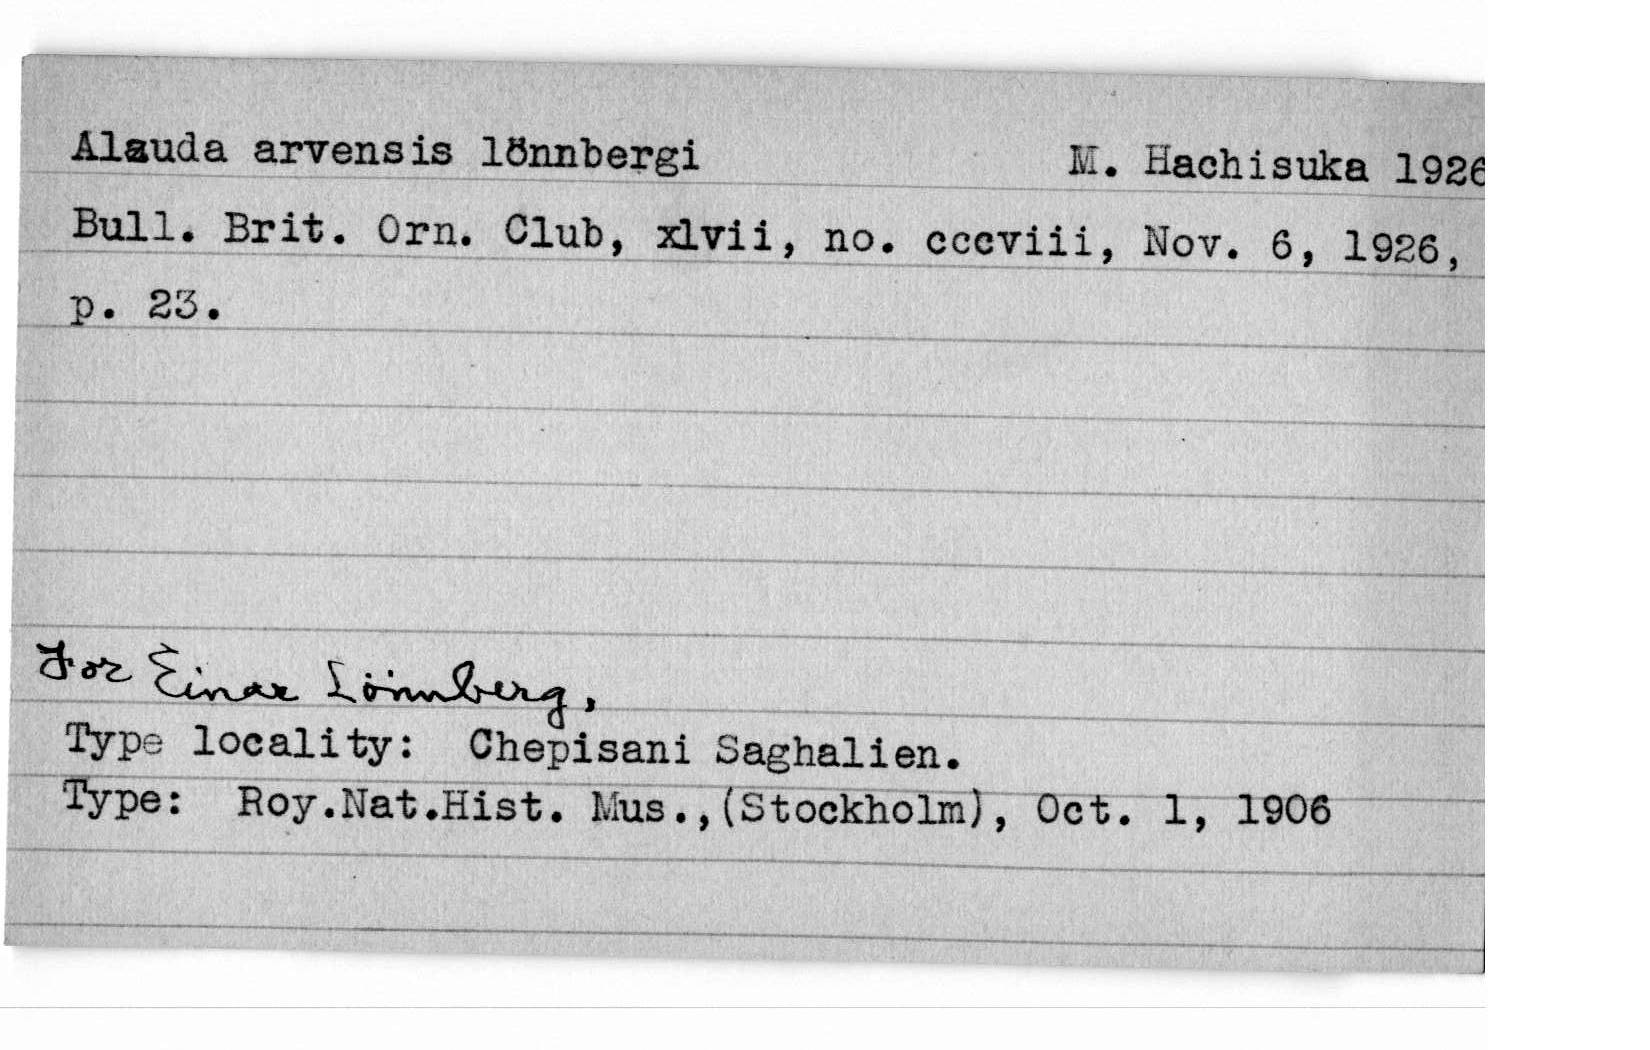 Alauda arvensis lönnbergi M. Hachisuka 1926
Bull. Brit. Orn. Club, xlvii, no. cccviii, Nov. 6, 1926,
p. 23.
For Einar Lönnberg,
Type locality: Chepisani Saghalien.
Type: Roy.Nat.Hist. Mus.,(Stockholm), Oct. 1, 1906